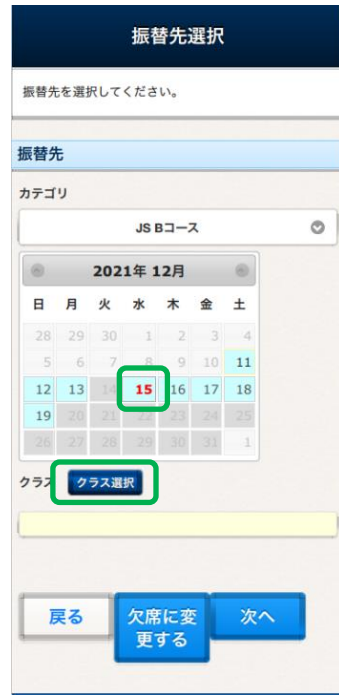 振替先選択
振替先を選択してください。
振替先
カテゴリ
JS Bコース
2021年 12月
日 月 火 水 木 金 土
28 29 30 1 2 3 4
5 6 7 8 9 10 11
12 13 14 15 16 17 18
19 20 21 22 23 24 25
26 27 28 29 30 31 1
クラス クラス選択
戻る 欠席に変 次へ
更する